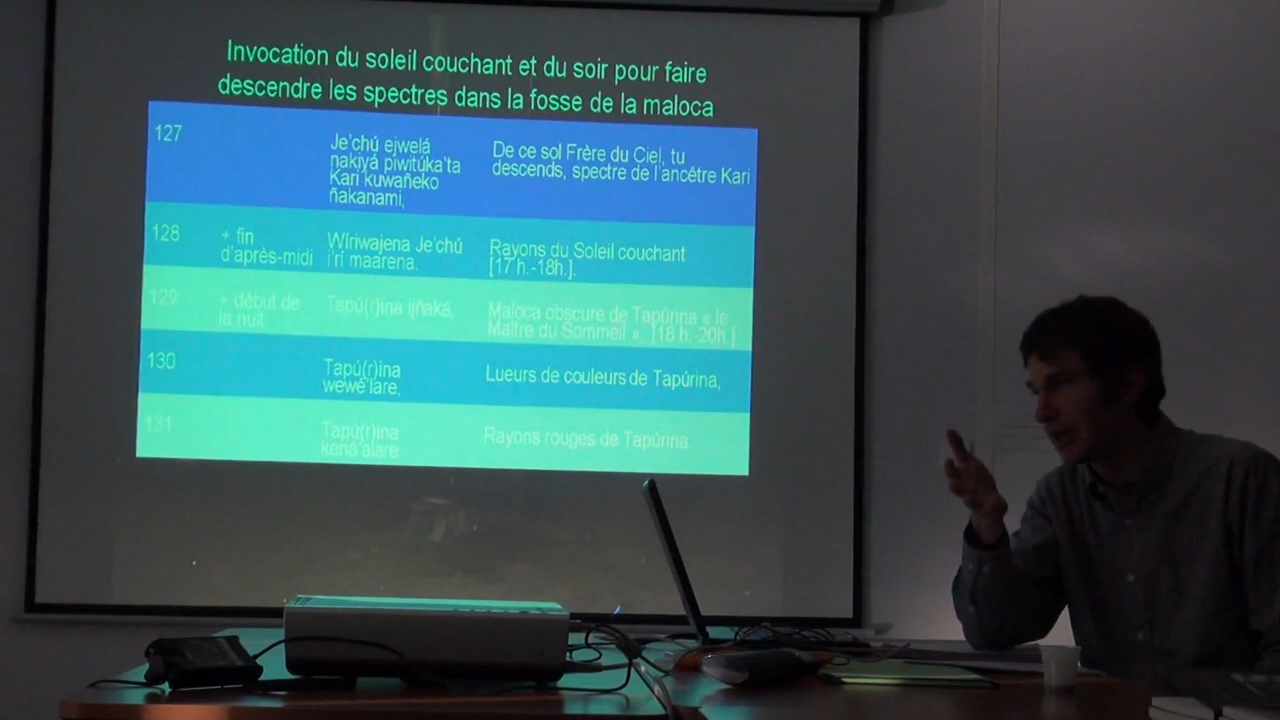 Invocation du soleil couchant et du soir pour faire
descendre les spectres dans la fosse de la maloca
127
Je'chú ejwelá
nakiyá piwitúka'ta
Kari kuwañeko
ñakanami,
De ce sol Frère du Ciel, tu
descends, spectre de l'ancêtre Kari
128
+ fin
d'après-midi
Wíriwajena Je'chú
i'rí maarena.
Rayons du Soleil couchant
[17 h.-18h.].
129
+ début de
la nuit
Tapú(r)ina ijñaká,
Maloca obscure de Tapúrina « le
Maître du Sommeil ». [18 h.-20h.]
130
Tapú(r)ina
wewé'lare,
Lueurs de couleurs de Tapúrina,
131
Tapú(r)ina
kená'alare.
Rayons rouges de Tapúrina.